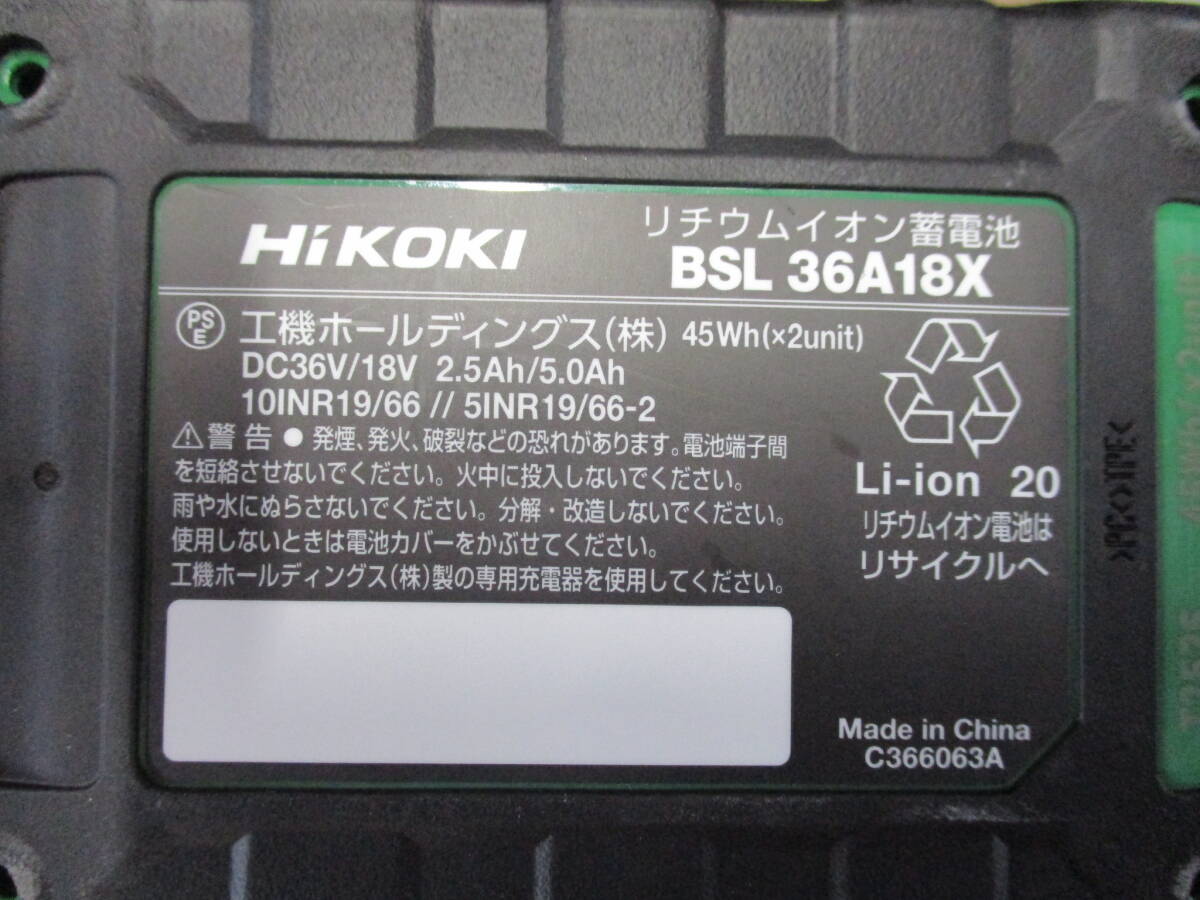 HiKOKI
リチウムイオン蓄電池
BSL 36A18X
PSE 工機ホールディングス(株) 45Wh(×2unit)
DC36V/18V 2.5Ah/5.0Ah
10INR19/66 // 5INR19/66-2
⚠警告 ● 発煙、発火、破裂などの恐れがあります。電池端子間
を短絡させないでください。火中に投入しないでください。
雨や水にぬらさないでください。分解・改造しないでください。
使用しないときは電池カバーをかぶせてください。
工機ホールディングス(株)製の専用充電器を使用してください。
Li-ion 20
リチウムイオン電池は
リサイクルへ
Made in China
C366063A